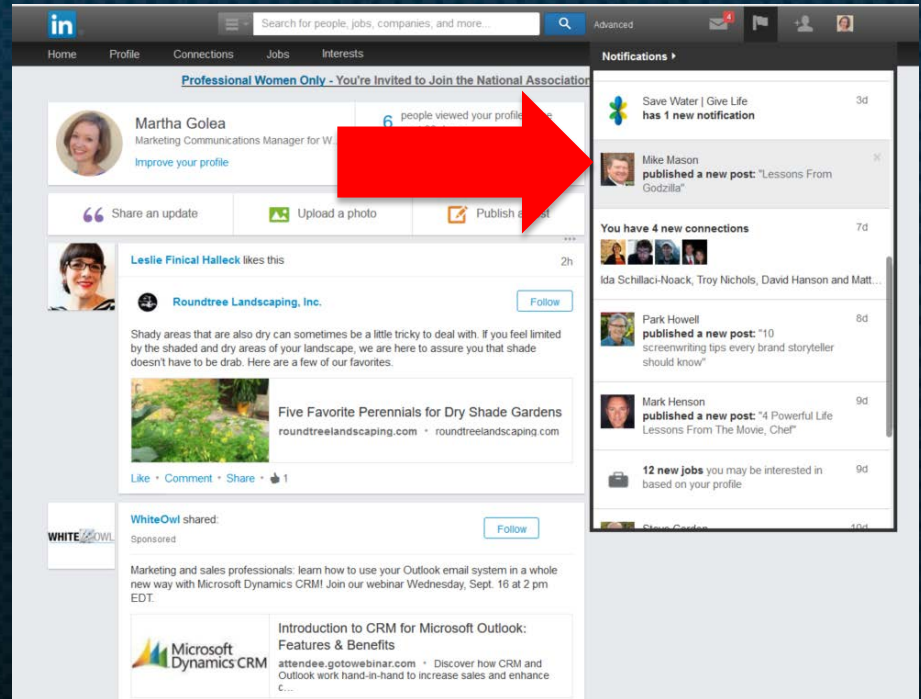 in
Search for people, jobs, companies, and more...
Advanced
4
Home Profile Connections Jobs Interests
Notifications
Professional Women Only - You're Invited to Join the National Association
Martha Golea
Marketing Communications Manager for W...
Improve your profile
6 people viewed your profile
Share an update
Upload a photo
Publish a
Leslie Finical Halleck likes this
2h
Roundtree Landscaping, Inc.
Follow
Shady areas that are also dry can sometimes be a little tricky to deal with. If you feel limited
by the shaded and dry areas of your landscape, we are here to assure you that shade
doesn't have to be drab. Here are a few of our favorites.
Five Favorite Perennials for Dry Shade Gardens
roundtreelandscaping.com • roundtreelandscaping.com
Like • Comment • Share • 1
WHITE OWL
WhiteOwl shared:
Sponsored
Follow
Marketing and sales professionals: learn how to use your Outlook email system in a whole
new way with Microsoft Dynamics CRM! Join our webinar Wednesday, Sept. 16 at 2 pm
EDT.
Microsoft
Dynamics CRM
Introduction to CRM for Microsoft Outlook:
Features & Benefits
attendee.gotowebinar.com • Discover how CRM and
Outlook work hand-in-hand to increase sales and enhance
c...
Save Water | Give Life
3d
has 1 new notification
Mike Mason
published a new post: "Lessons From
Godzilla"
You have 4 new connections
7d
Ida Schillaci-Noack, Troy Nichols, David Hanson and Matt...
Park Howell
8d
published a new post: "10
screenwriting tips every brand storyteller
should know"
Mark Henson
9d
published a new post: "4 Powerful Life
Lessons From The Movie, Chef"
12 new jobs you may be interested in
9d
based on your profile